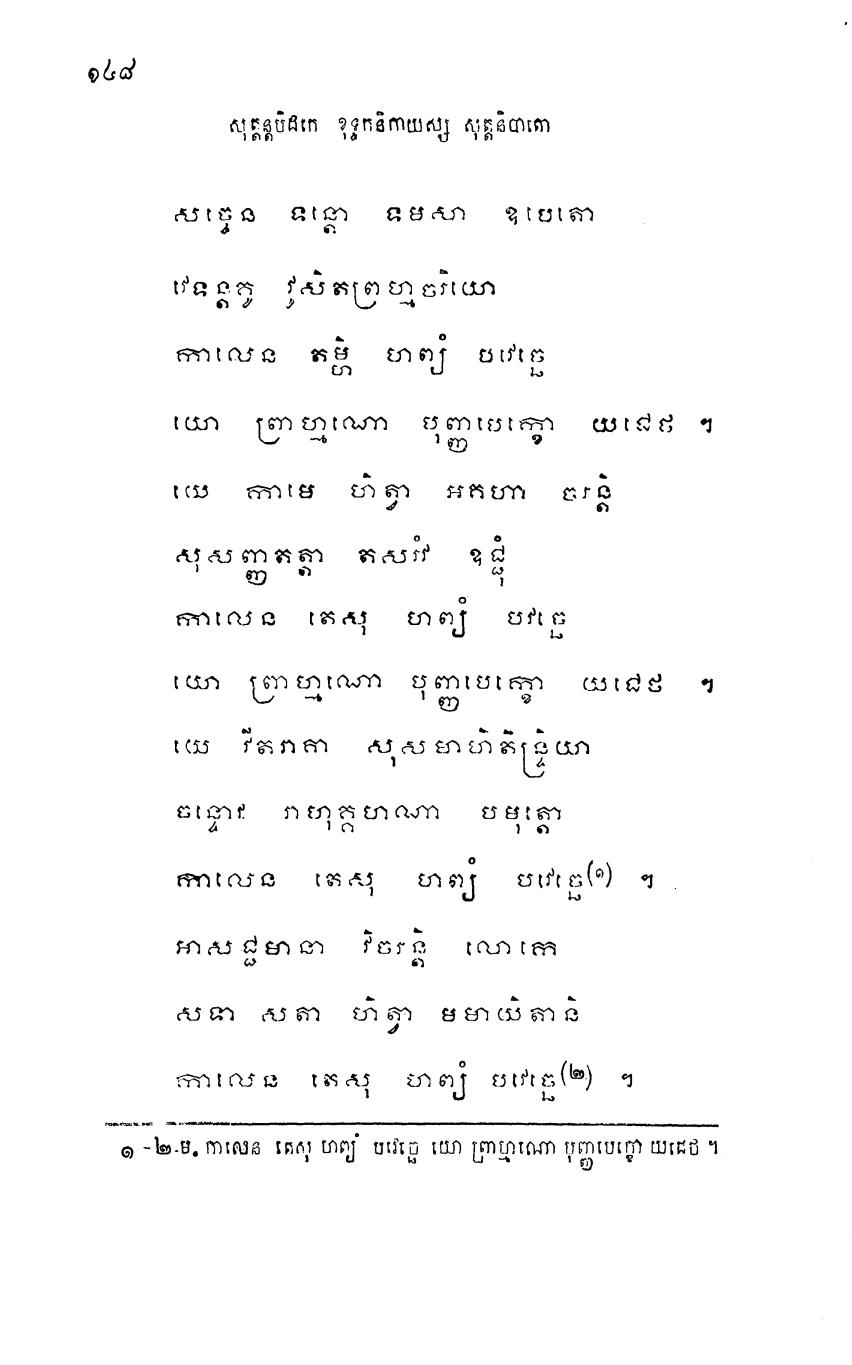 ១៤៨
សុត្តន្តបិដកេ ខុទ្ទកនិកាយស្ស សុត្តនិបាតោ
សច្ចេន ទន្តោ ទមសា ឧបេតោ
វេទន្តគូ វូសិតព្រហ្មចរិយោ
កាលេន តម្ហិ ហព្យំ បវេច្ឆេ
យោ ព្រាហ្មណោ បុញ្ញបេក្ខោ យជេថ ។
យេ កាមេ ហិត្វា អគហា ចរន្តិ
សុសញ្ញតត្តា តសរំវ ឧជ្ជុំ
កាលេន តេសុ ហព្យំ បវច្ឆេ
យោ ព្រាហ្មណោ បុញ្ញបេក្ខោ យជេថ ។
យេ វីតរាគា សុសមាហិតិន្ទ្រិយា
ចន្ទោវ រាហុគ្គហណា បមុត្តោ
កាលេន តេសុ ហព្យំ បវេច្ឆេ(១) ។
អាសជ្ជមានា វិចរន្តិ លោកេ
សទា សតា ហិត្វា មមាយិតានិ
កាលេន តេសុ ហព្យំ បវេច្ឆេ(២) ។
១ -២.ម. កាលេន តេសុ ហព្យំ បវេច្ឆេ យោ ព្រាហ្មណោ បុញ្ញបេក្ខោ យជេថ ។